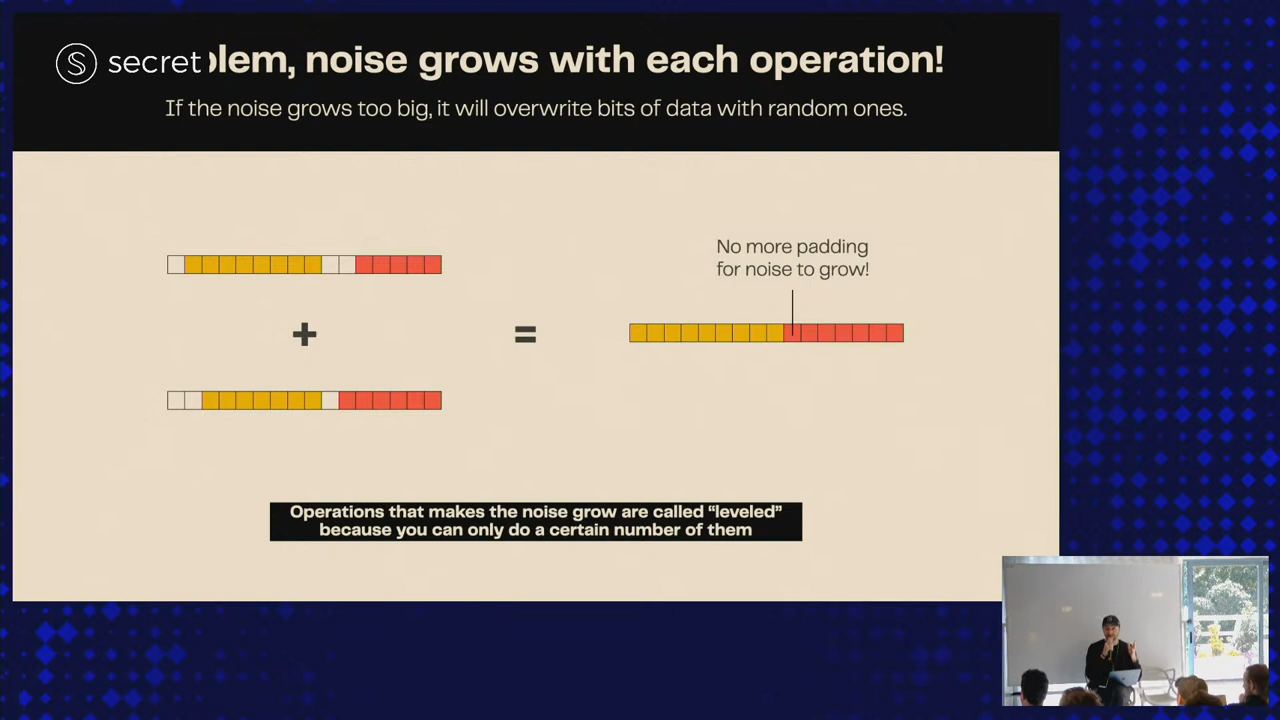 secret
olem, noise grows with each operation!
If the noise grows too big, it will overwrite bits of data with random ones.
No more padding
for noise to grow!
+
=
Operations that makes the noise grow are called “leveled”
because you can only do a certain number of them